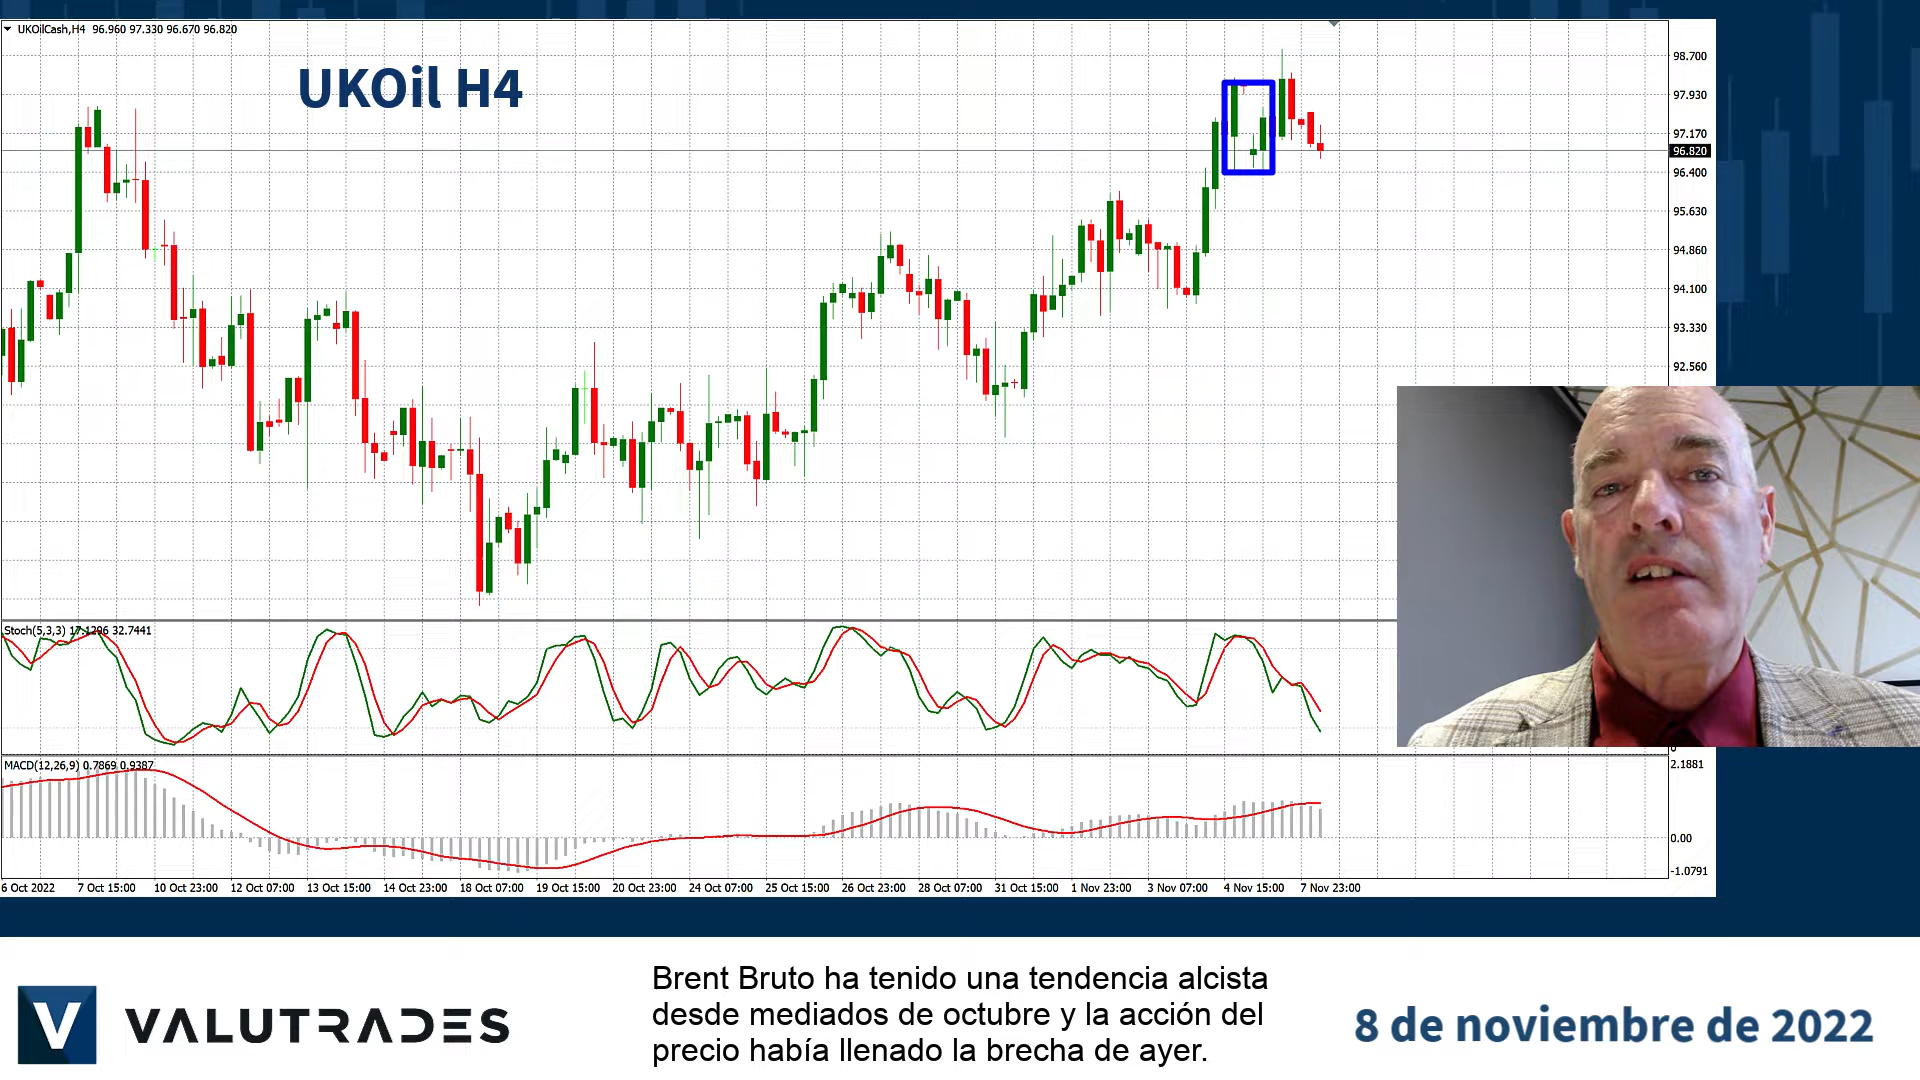 UKOilCash,H4 96.960 97.330 96.670 96.820
UKOil H4
98.700
97.930
97.170
96.820
96.400
95.630
94.860
94.100
93.330
92.560
Stoch(5,3,3) 17.1296 32.7441
0
MACD(12,26,9) 0.7869 0.9387
2.1881
0.00
-1.0791
6 Oct 2022 7 Oct 15:00 10 Oct 23:00 12 Oct 07:00 13 Oct 15:00 14 Oct 23:00 18 Oct 07:00 19 Oct 15:00 20 Oct 23:00 24 Oct 07:00 25 Oct 15:00 26 Oct 23:00 28 Oct 07:00 31 Oct 15:00 1 Nov 23:00 3 Nov 07:00 4 Nov 15:00 7 Nov 23:00
V VALUTRADES
Brent Bruto ha tenido una tendencia alcista
desde mediados de octubre y la acción del
precio había llenado la brecha de ayer.
8 de noviembre de 2022